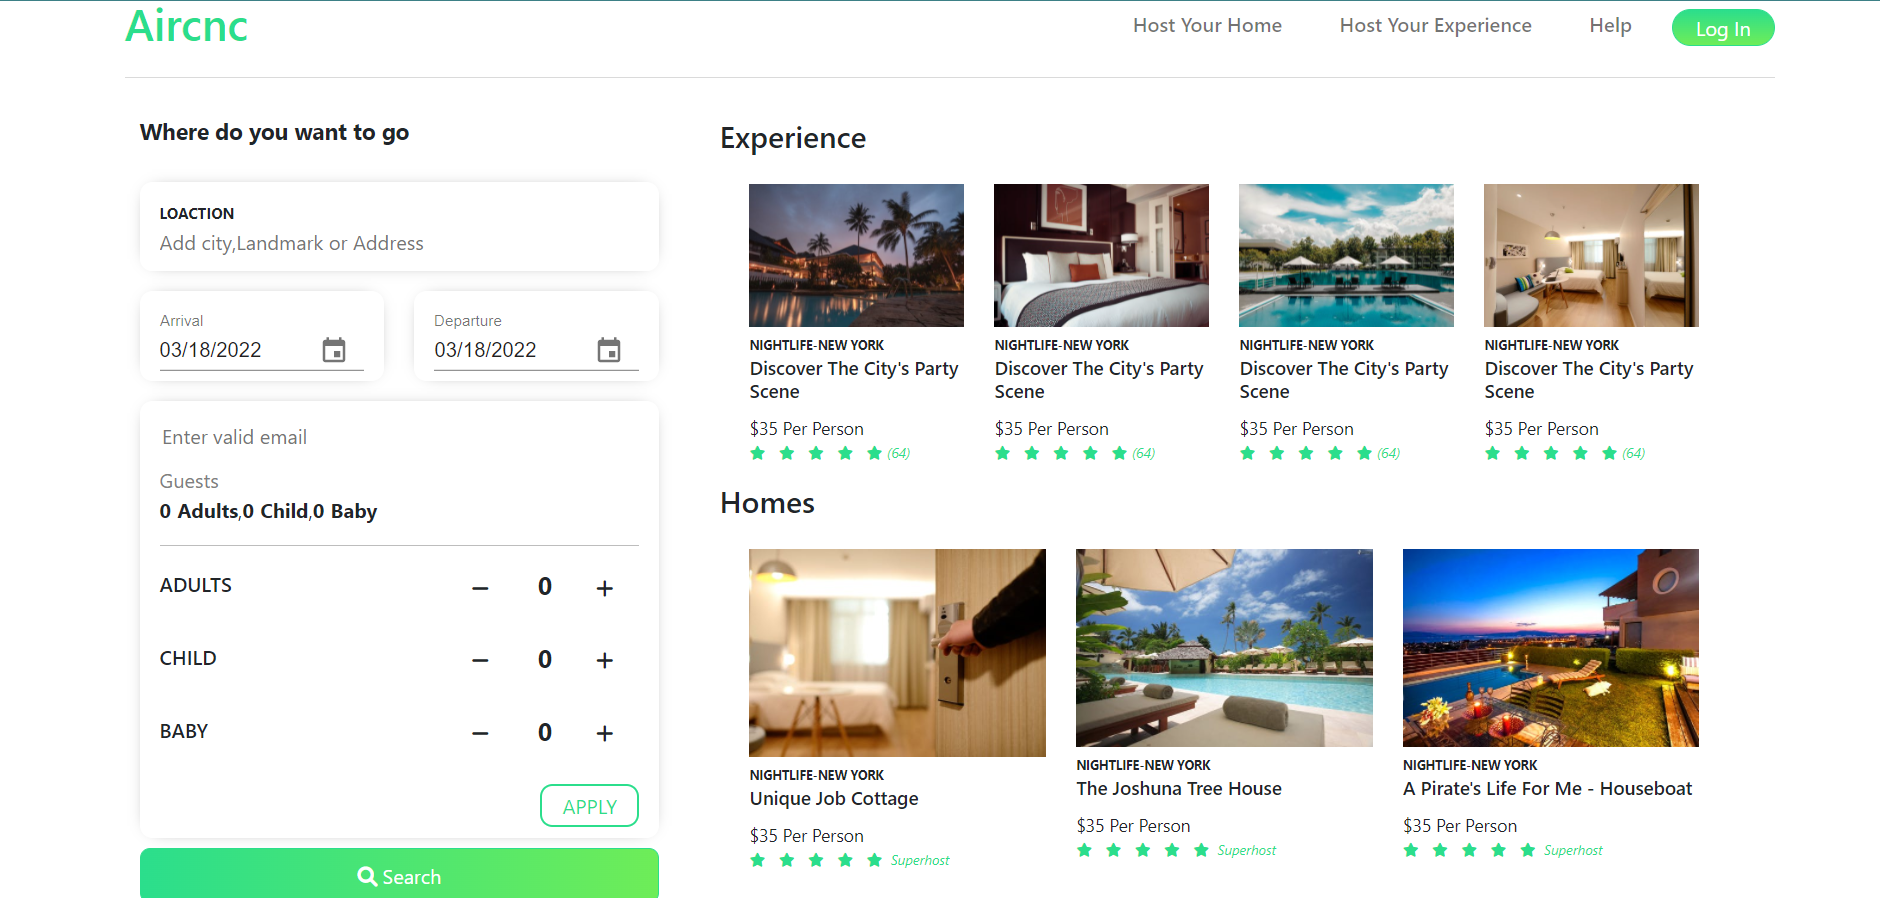 Aircnc
Host Your Home
Host Your Experience
Help
Log In
Where do you want to go
LOACTION
Add city,Landmark or Address
Arrival
03/18/2022
Departure
03/18/2022
Enter valid email
Guests
0 Adults,0 Child,0 Baby
ADULTS
0
CHILD
0
BABY
0
APPLY
Search
Experience
NIGHTLIFE-NEW YORK
Discover The City's Party
Scene
$35 Per Person
(64)
NIGHTLIFE-NEW YORK
Discover The City's Party
Scene
$35 Per Person
(64)
NIGHTLIFE-NEW YORK
Discover The City's Party
Scene
$35 Per Person
(64)
NIGHTLIFE-NEW YORK
Discover The City's Party
Scene
$35 Per Person
(64)
Homes
NIGHTLIFE-NEW YORK
Unique Job Cottage
$35 Per Person
Superhost
NIGHTLIFE-NEW YORK
The Joshuna Tree House
$35 Per Person
Superhost
NIGHTLIFE-NEW YORK
A Pirate's Life For Me - Houseboat
$35 Per Person
Superhost